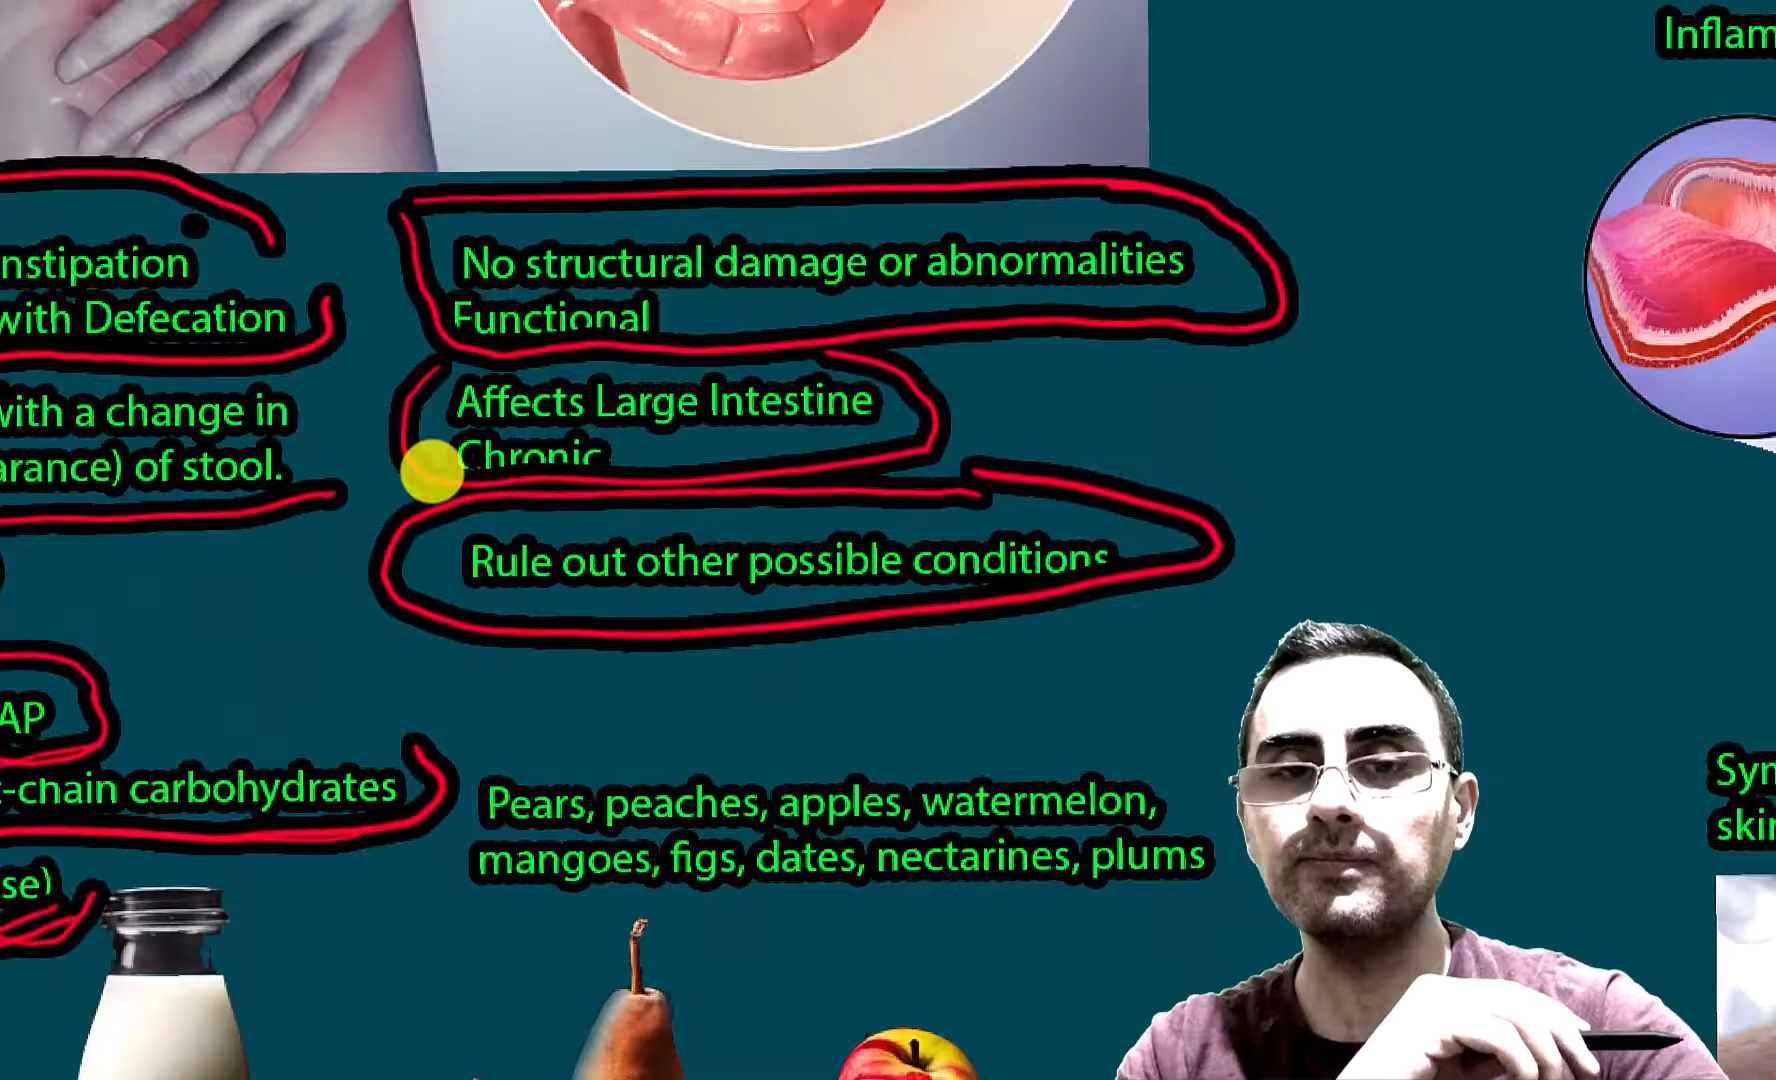 Inflam
nstipation
with Defecation
with a change in
arance) of stool.
No structural damage or abnormalities
Functional
Affects Large Intestine
Chronic
Rule out other possible conditions
AP
-chain carbohydrates
se)
Pears, peaches, apples, watermelon,
mangoes, figs, dates, nectarines, plums
Sym
skin